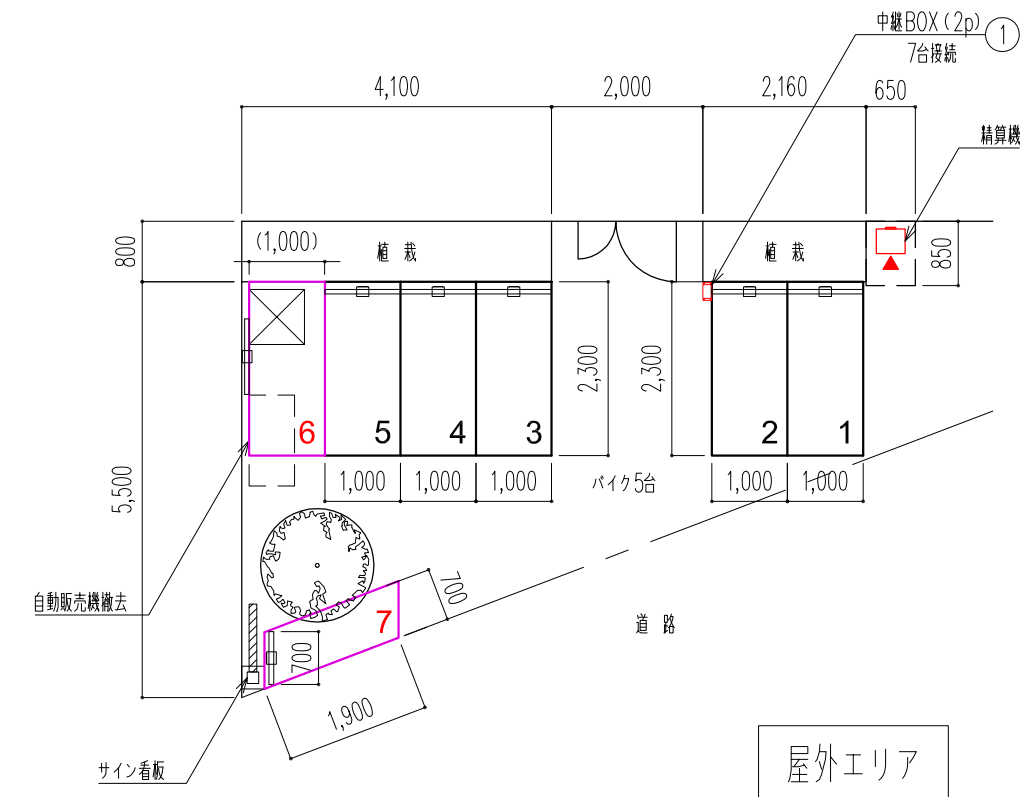 中継BOX(2p)
①
7台接続
4,100
2,000
2,160
650
精算機
800
(1,000)
植 栽
植 栽
850
2,300
2,300
6
5
4
3
2
1
1,000
1,000
1,000
バイク5台
1,000
1,000
5,500
自動販売機撤去
700
7
道 路
700
1,900
サイン看板
屋外エリア